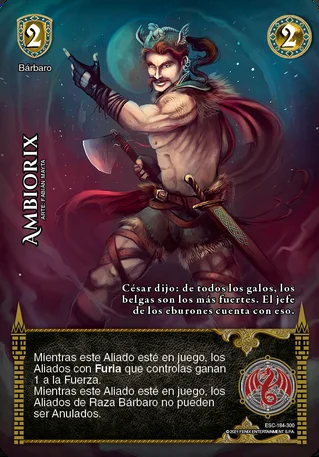 2
2
Bárbaro
AMBIORIX
ARTE: FABIÁN MAYTA
César dijo: de todos los galos, los
belgas son los más fuertes. El jefe
de los eburones cuenta con eso.
Mientras este Aliado esté en juego, los
Aliados con Furia que controlas ganan
1 a la Fuerza.
Mientras este Aliado esté en juego, los
Aliados de Raza Bárbaro no pueden
ser Anulados.
ESC-184-300
©2021 FENIX ENTERTAINMENT S.P.A.